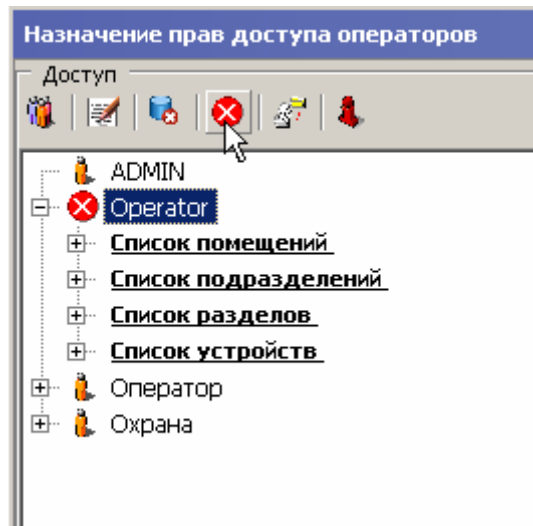 Назначение прав доступа операторов
Доступ
ADMIN
Operator
Список помещений
Список подразделений
Список разделов
Список устройств
Оператор
Охрана